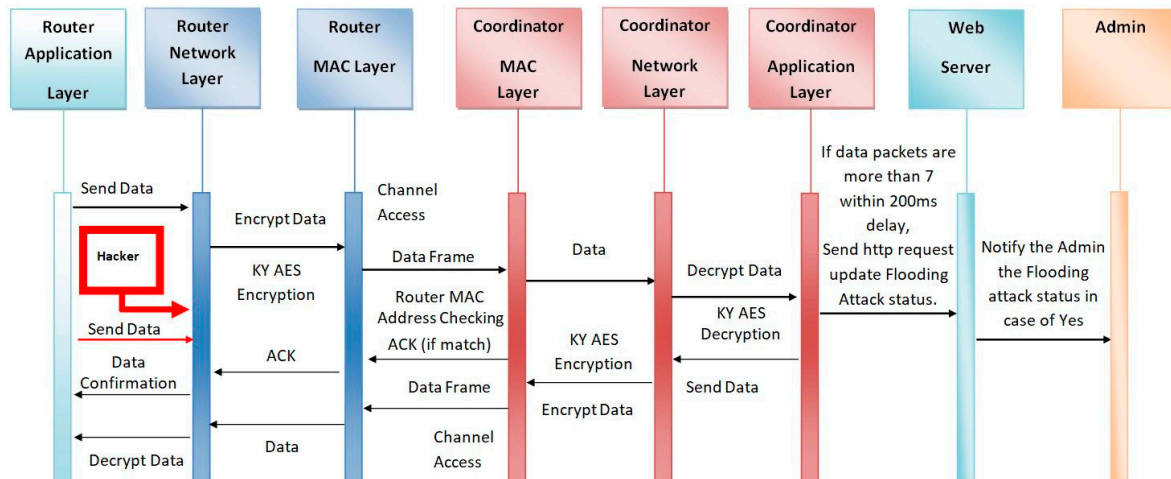 Router
Application
Layer
Router
Network
Layer
Router
MAC Layer
Coordinator
MAC
Layer
Coordinator
Network
Layer
Coordinator
Application
Layer
Web
Server
Admin
Send Data
Hacker
Send Data
Data
Confirmation
Decrypt Data
Encrypt Data
KY AES
Encryption
ACK
Data
Channel
Access
Data Frame
Router MAC
Address Checking
ACK (if match)
Data Frame
Channel
Access
Data
KY AES
Encryption
Encrypt Data
Decrypt Data
KY AES
Decryption
Send Data
If data packets are
more than 7
within 200ms
delay,
Send http request
update Flooding
Attack status.
Notify the Admin
the Flooding
attack status in
case of Yes